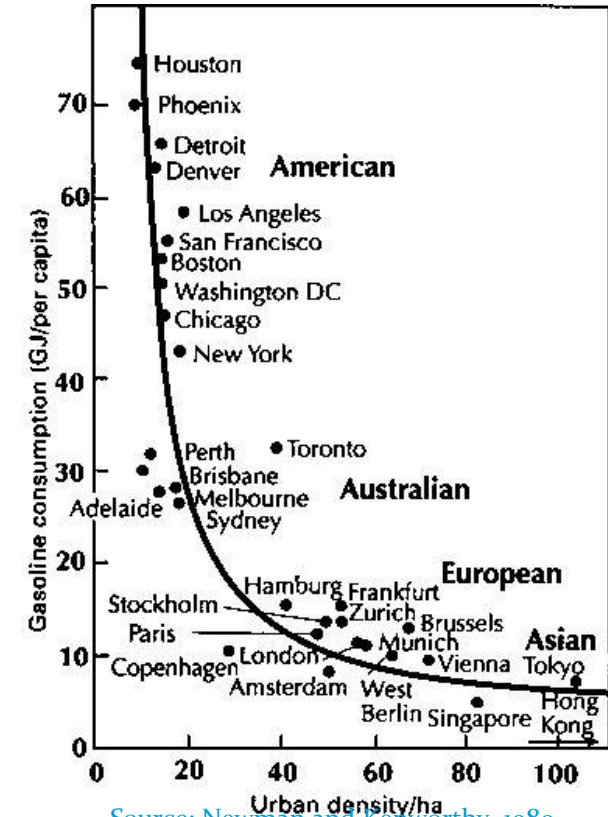 Houston
70
Phoenix
Detroit
Denver
American
60
Los Angeles
San Francisco
Boston
50
Washington DC
Chicago
New York
40
Perth
Toronto
30
Brisbane
Australian
Adelaide
Melbourne
Sydney
20
European
Hamburg
Frankfurt
Stockholm
Zurich
Brussels
Paris
Asian
London
Munich
10
Copenhagen
Vienna
Tokyo
Amsterdam
West
Berlin
Singapore
Hong
Kong
0
0 20 40 60 80 100
Gasoline consumption (GJ/per capita)
Urban density/ha
Source: Newman and Kenworthy, 1989